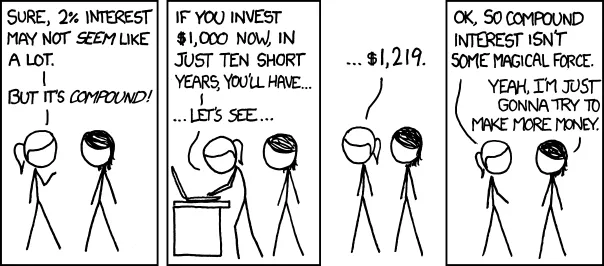 SURE, 2% INTEREST
MAY NOT SEEM LIKE
A LOT.
BUT IT'S COMPOUND!
IF YOU INVEST
$1,000 NOW, IN
JUST TEN SHORT
YEARS, YOU'LL HAVE...
...LET'S SEE...
...$1,219.
OK, SO COMPOUND
INTEREST ISN'T
SOME MAGICAL FORCE.
YEAH, I'M JUST
GONNA TRY TO
MAKE MORE MONEY.